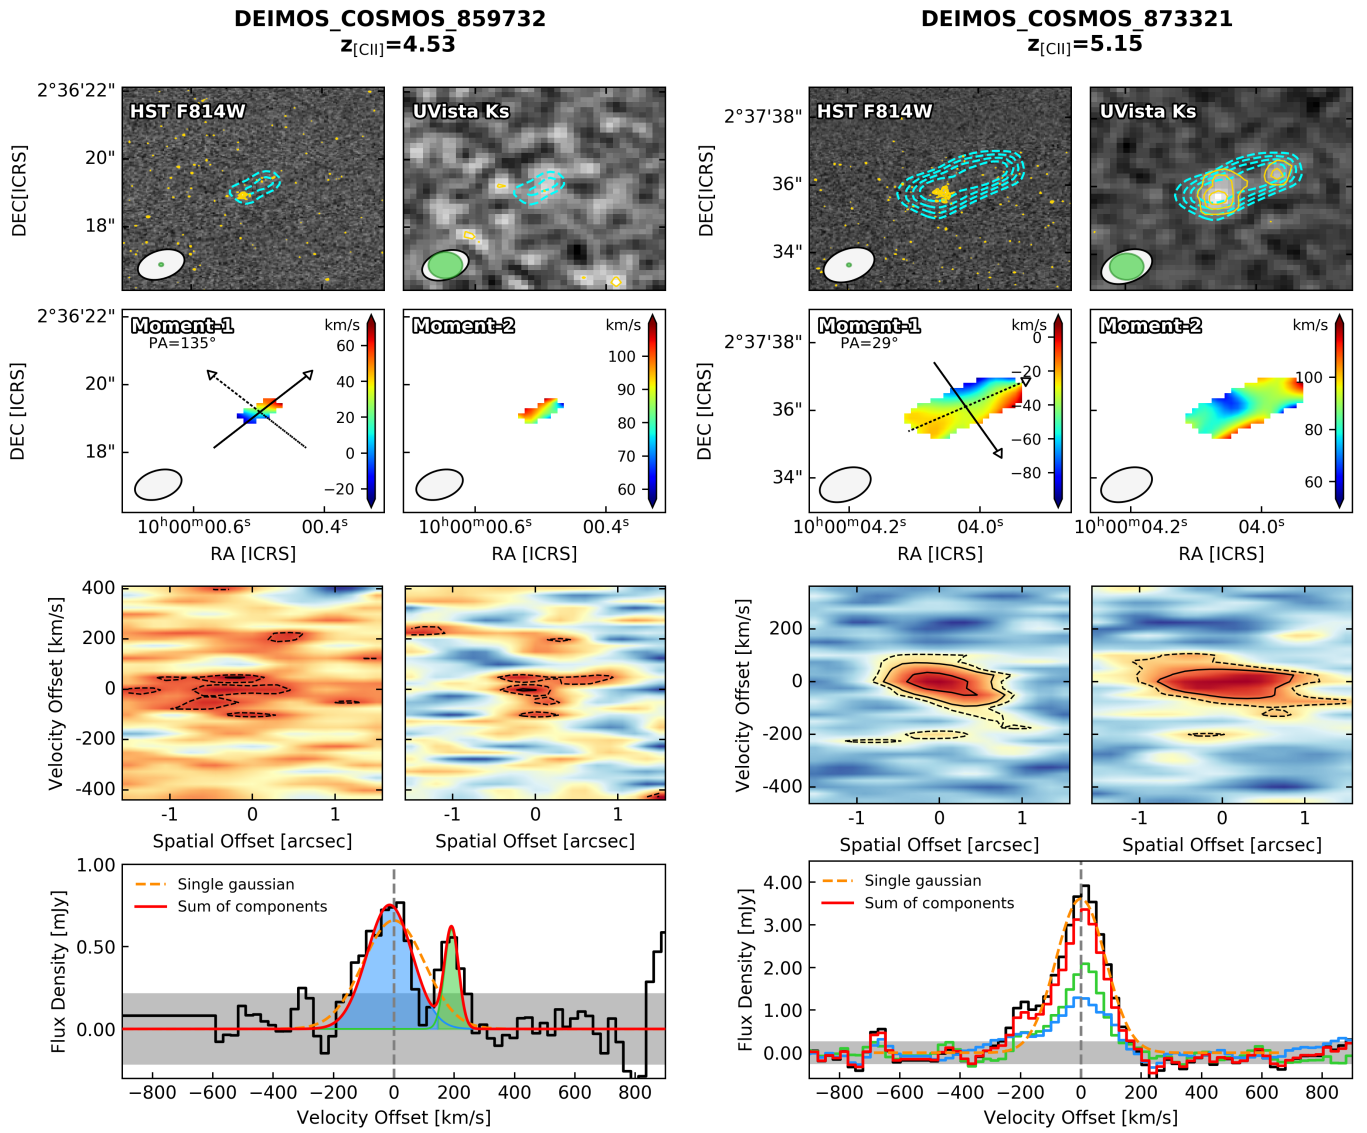 DEIMOS_COSMOS_859732
z[CII]=4.53
2°36'22"
20"
18"
DEC[ICRS]
HST F814W
UVista Ks
2°36'22"
20"
18"
DEC [ICRS]
Moment-1
PA=135°
km/s
60
40
20
0
−20
Moment-2
km/s
100
90
80
70
60
10h00m00.6s
00.4s
RA [ICRS]
10h00m00.6s
00.4s
RA [ICRS]
400
200
0
-200
-400
Velocity Offset [km/s]
-1
0
1
Spatial Offset [arcsec]
-1
0
1
Spatial Offset [arcsec]
1.00
0.50
0.00
Flux Density [mJy]
Single gaussian
Sum of components
−800 −600 −400 −200 0 200 400 600 800
Velocity Offset [km/s]
DEIMOS_COSMOS_873321
z[CII]=5.15
2°37'38"
36"
34"
DEC[ICRS]
HST F814W
UVista Ks
2°37'38"
36"
34"
DEC [ICRS]
Moment-1
PA=29°
km/s
0
−20
−40
−60
−80
Moment-2
km/s
100
80
60
10h00m04.2s
04.0s
RA [ICRS]
10h00m04.2s
04.0s
RA [ICRS]
200
0
-200
-400
Velocity Offset [km/s]
-1
0
1
Spatial Offset [arcsec]
-1
0
1
Spatial Offset [arcsec]
4.00
3.00
2.00
1.00
0.00
Flux Density [mJy]
Single gaussian
Sum of components
−800 −600 −400 −200 0 200 400 600 800
Velocity Offset [km/s]